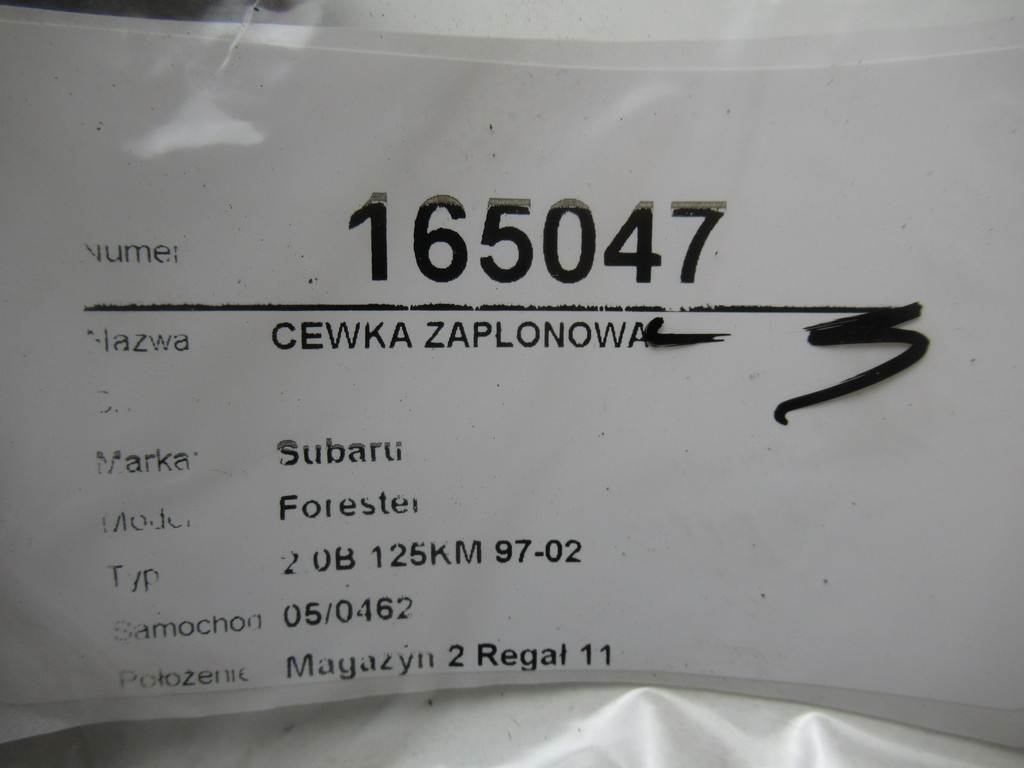 Numer 165047
Nazwa CEWKA ZAPLONOWA
Marka Subaru
Model Forester
Typ 2.0B 125KM 97-02
Samochod 05/0462
Położenie Magazyn 2 Regał 11